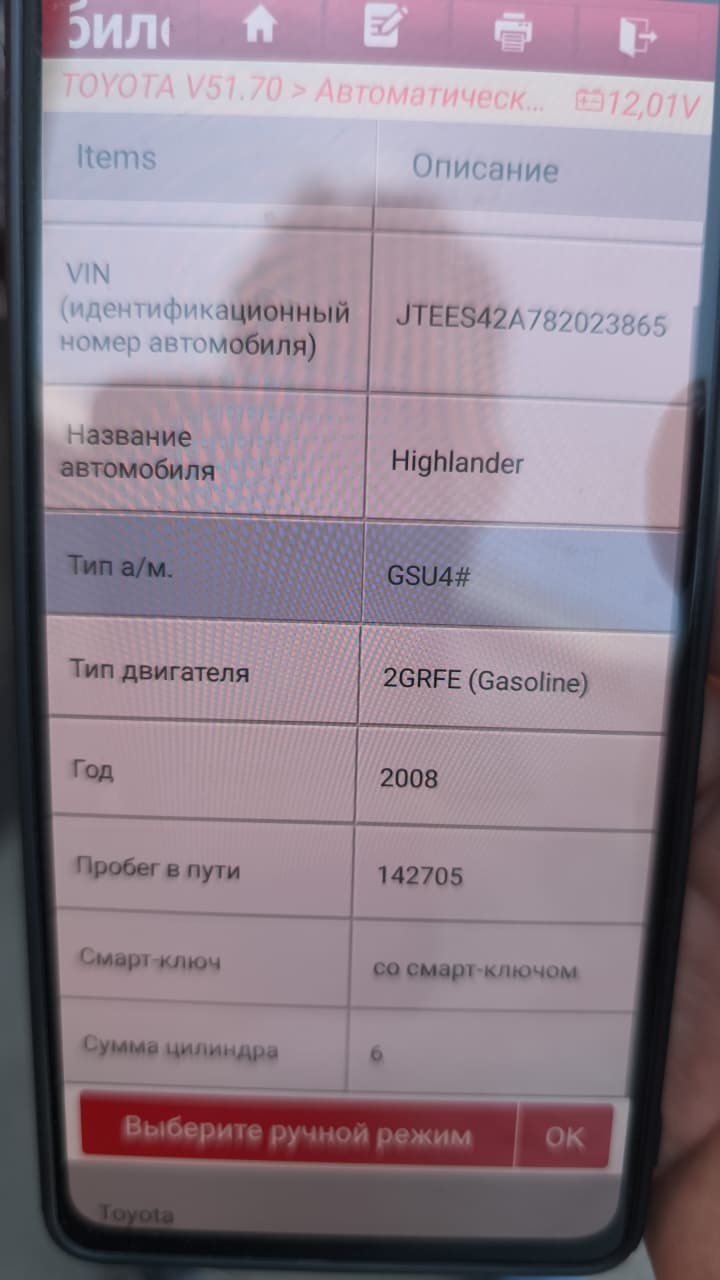 TOYOTA V51.70 > Автоматическ... 12,01V
Items
Описание
VIN
(идентификационный
номер автомобиля)
JTEES42A782023865
Название
автомобиля
Highlander
Тип а/м.
GSU4#
Тип двигателя
2GRFE (Gasoline)
Год
2008
Пробег в пути
142705
Смарт-ключ
со смарт-ключом
Сумма цилиндра
6
Выберите ручной режим
OK
Toyota